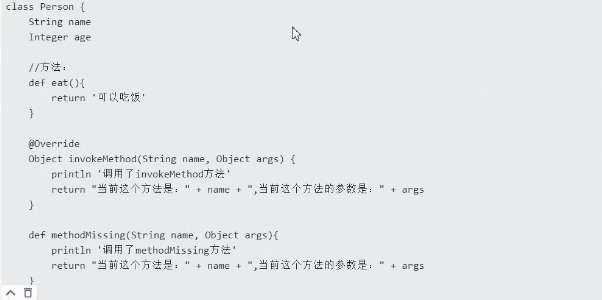 class Person {
String name
Integer age
//方法：
def eat(){
return '可以吃饭'
}
@Override
Object invokeMethod(String name, Object args) {
println '调用了invokeMethod方法'
return "当前这个方法是：" + name + ",当前这个方法的参数是：" + args
}
def methodMissing(String name, Object args){
println '调用了methodMissing方法'
return "当前这个方法是：" + name + ",当前这个方法的参数是：" + args
}